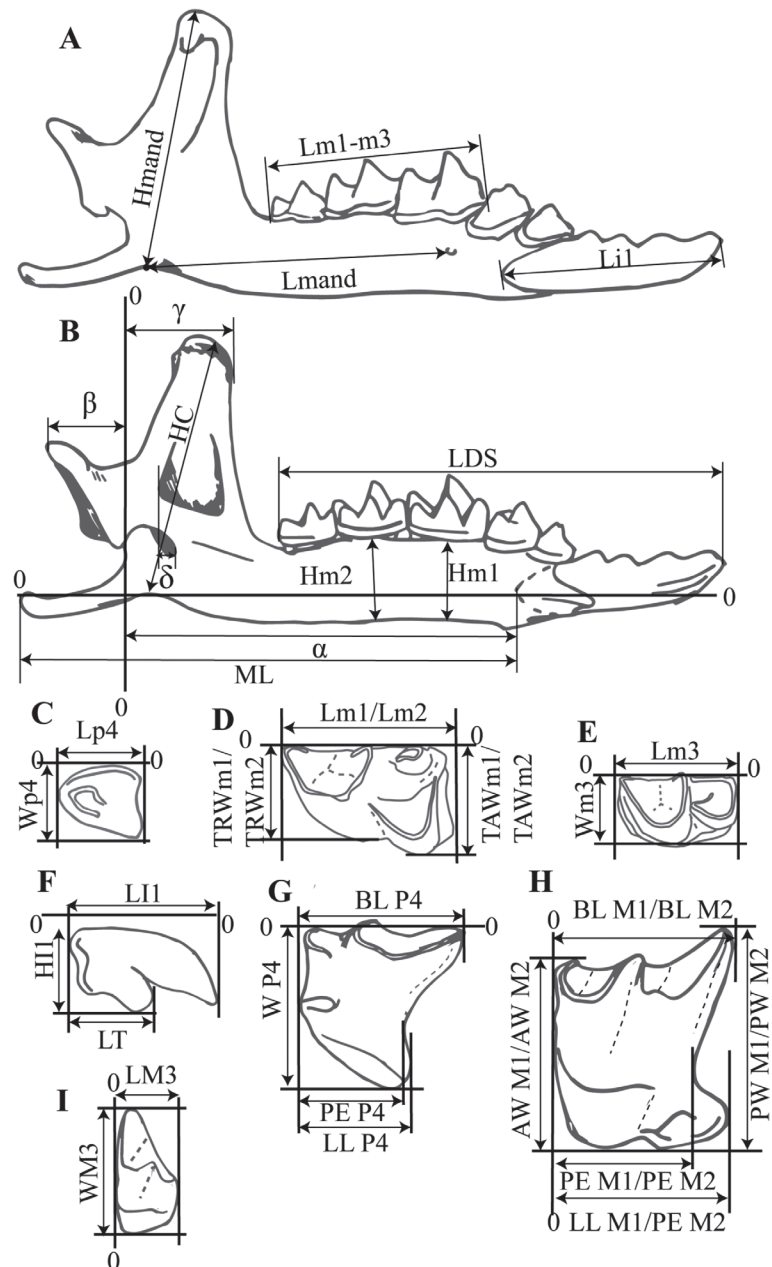 A
Hmand
Lm1-m3
Lmand
Li1
0
γ
B
β
HC
LDS
δ
Hm2
Hm1
0
0
α
ML
0
C
Lp4
0
0
Wp4
D
Lm1/Lm2
0
0
TRWm1/
TRWm2
TAWm1/
TAWm2
E
Lm3
0
0
Wm3
F
LI1
0
0
HI1
LT
G
BL P4
0
0
W P4
PE P4
LL P4
H
0
BL M1/BL M2
0
AW M1/AW M2
PW M1/PW M2
PE M1/PE M2
0
LL M1/PE M2
I
0
LM3
WM3
0